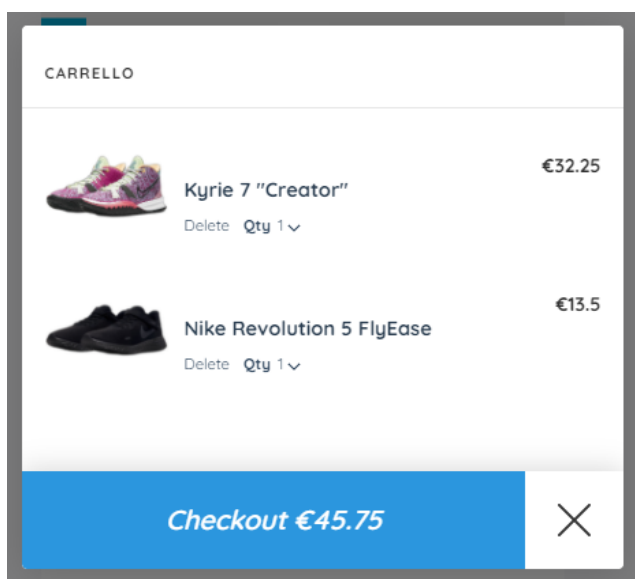 CARRELLO
€32.25
Kyrie 7 "Creator"
Delete Qty 1
€13.5
Nike Revolution 5 FlyEase
Delete Qty 1
Checkout €45.75